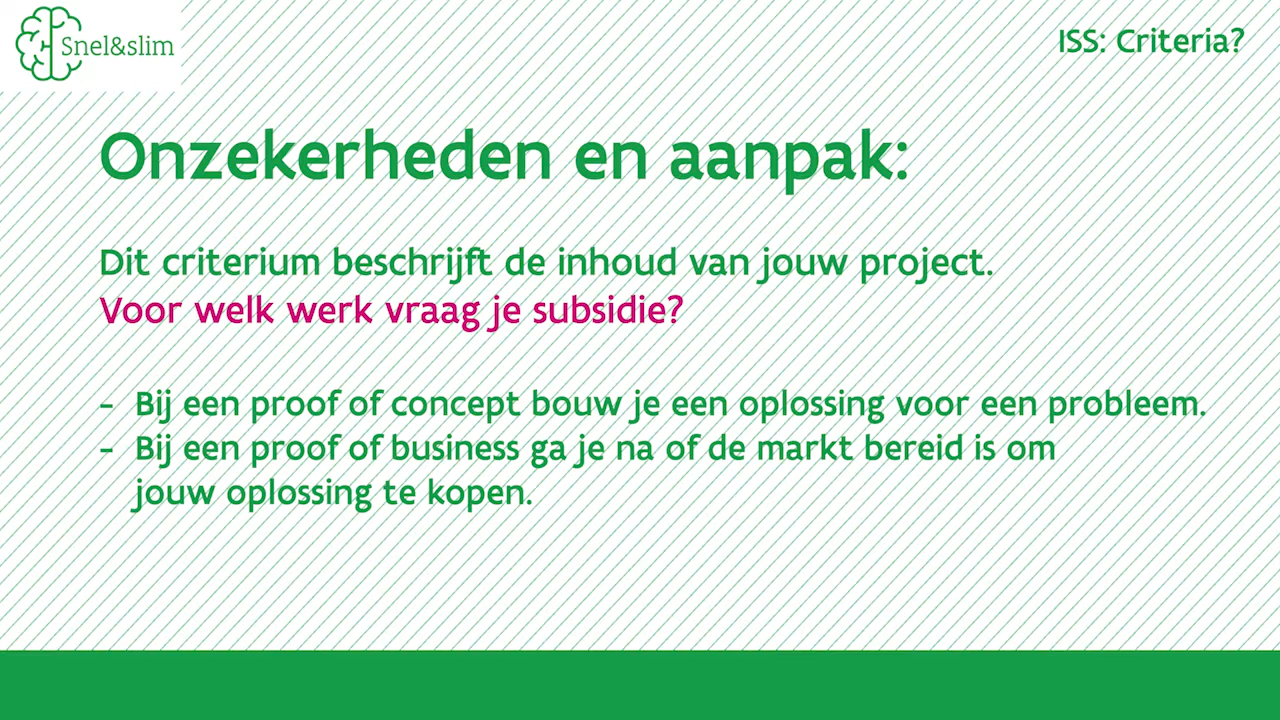 Snel&slim
ISS: Criteria?
Onzekerheden en aanpak:
Dit criterium beschrijft de inhoud van jouw project.
Voor welk werk vraag je subsidie?
- Bij een proof of concept bouw je een oplossing voor een probleem.
- Bij een proof of business ga je na of de markt bereid is om
jouw oplossing te kopen.